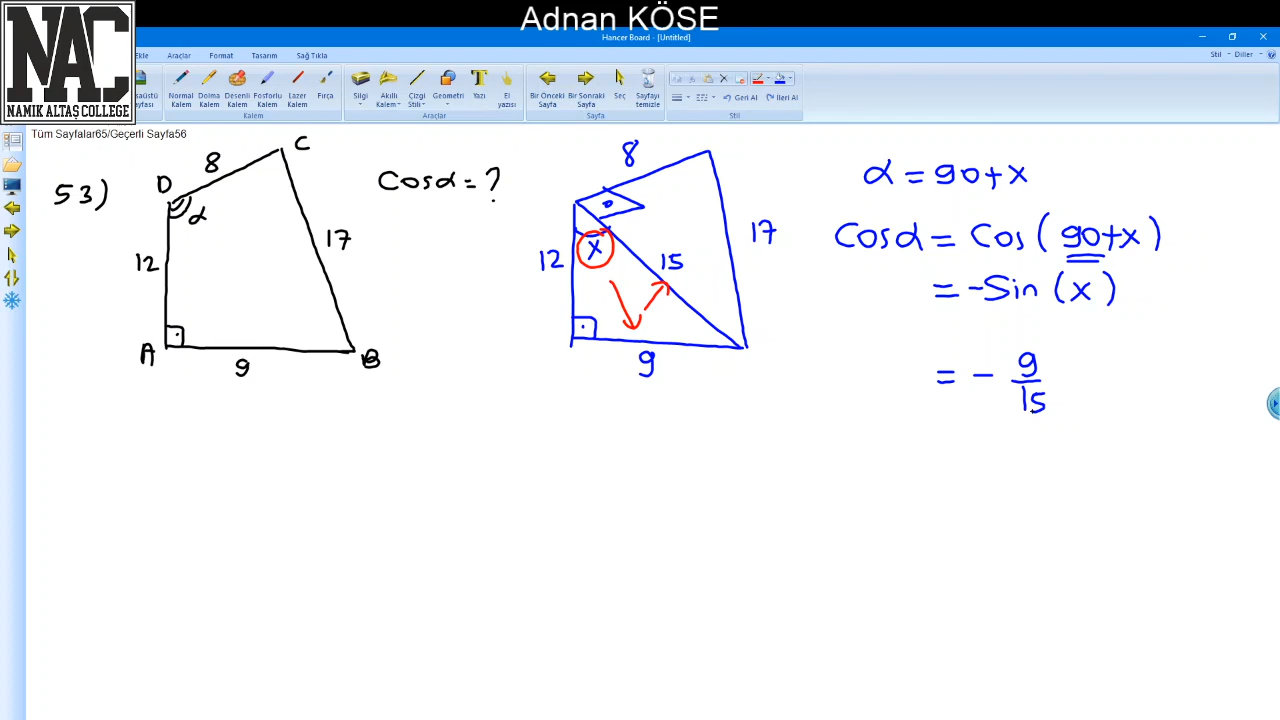 Adnan KÖSE
Hancer Board - [Untitled]
NAC
NAMIK ALTAŞ COLLEGE
Ekle Araçlar Format Tasarım Sağ Tıkla
Stil Diller
Normal Kalem Dolma Kalem Desenli Kalem Fosforlu Kalem Lazer Kalem Fırça
Silgi Akıllı Kalem Çizgi Stili Geometri Yazı El yazısı
Bir Önceki Sayfa Bir Sonraki Sayfa Seç Sayfayı temizle
Geri Al İleri Al
Kalem Araçlar Sayfa Stil
Tüm Sayfalar65/Geçerli Sayfa56
53)
D 8 C
α
12 17
A 9 B
Cosα = ?
8
12 x 15 17
9
α = 90+x
Cosα = Cos(90+x)
= -Sin(x)
= - 9/15